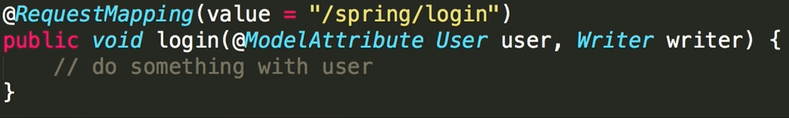 @RequestMapping(value = "/spring/login")
public void login(@ModelAttribute User user, Writer writer) {
    // do something with user
}